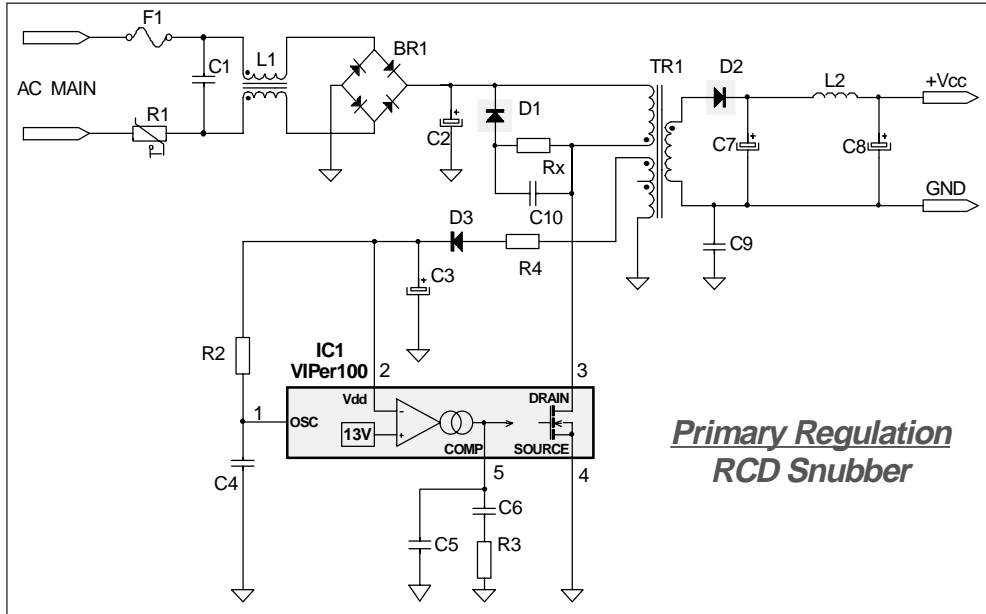 F1
AC MAIN
C1
L1
R1
T°
BR1
C2
D1
Rx
C10
TR1
D2
L2
+Vcc
C7
C8
GND
C9
D3
R4
C3
R2
IC1
VIPer100
2
3
1
OSC
Vdd
13V
−
+
DRAIN
COMP
SOURCE
5
4
C4
C6
C5
R3
Primary Regulation
RCD Snubber